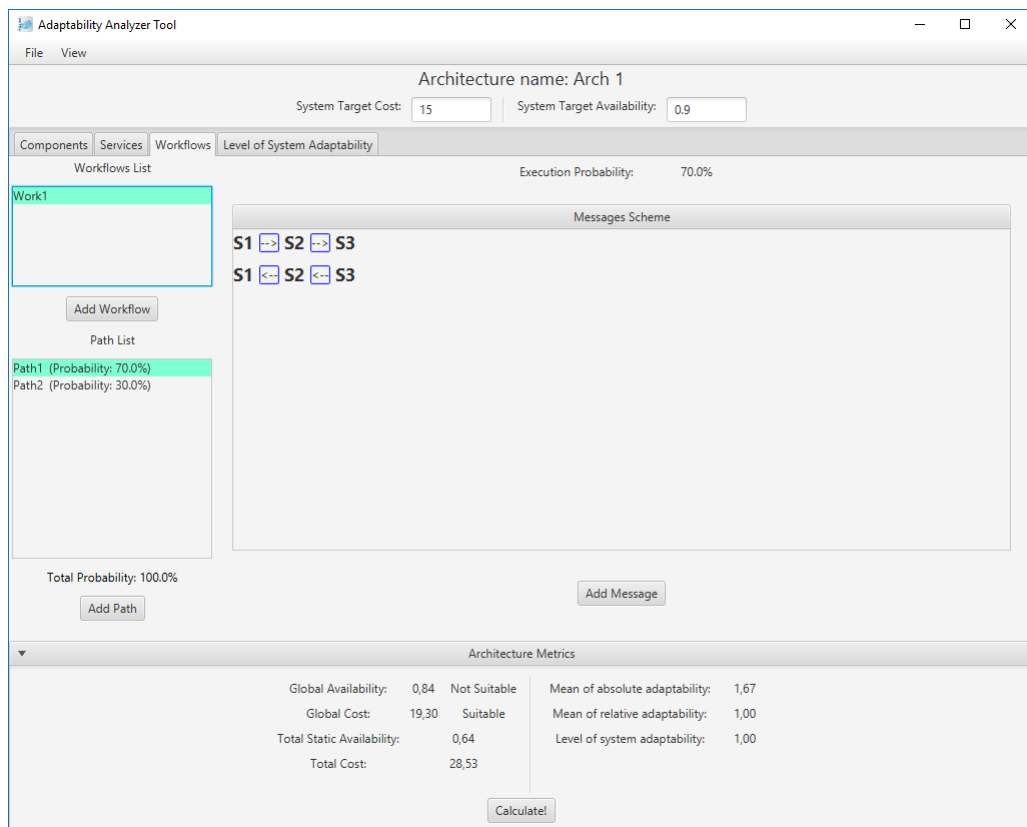 Adaptability Analyzer Tool
File View
Architecture name: Arch 1
System Target Cost: 15 System Target Availability: 0.9
Components Services Workflows Level of System Adaptability
Workflows List
Execution Probability: 70.0%
Work1
Messages Scheme
S1 --> S2 --> S3
S1 <-- S2 <-- S3
Add Workflow
Path List
Path1 (Probability: 70.0%)
Path2 (Probability: 30.0%)
Total Probability: 100.0%
Add Path
Add Message
Architecture Metrics
Global Availability: 0,84 Not Suitable Mean of absolute adaptability: 1,67
Global Cost: 19,30 Suitable Mean of relative adaptability: 1,00
Total Static Availability: 0,64 Level of system adaptability: 1,00
Total Cost: 28,53
Calculate!